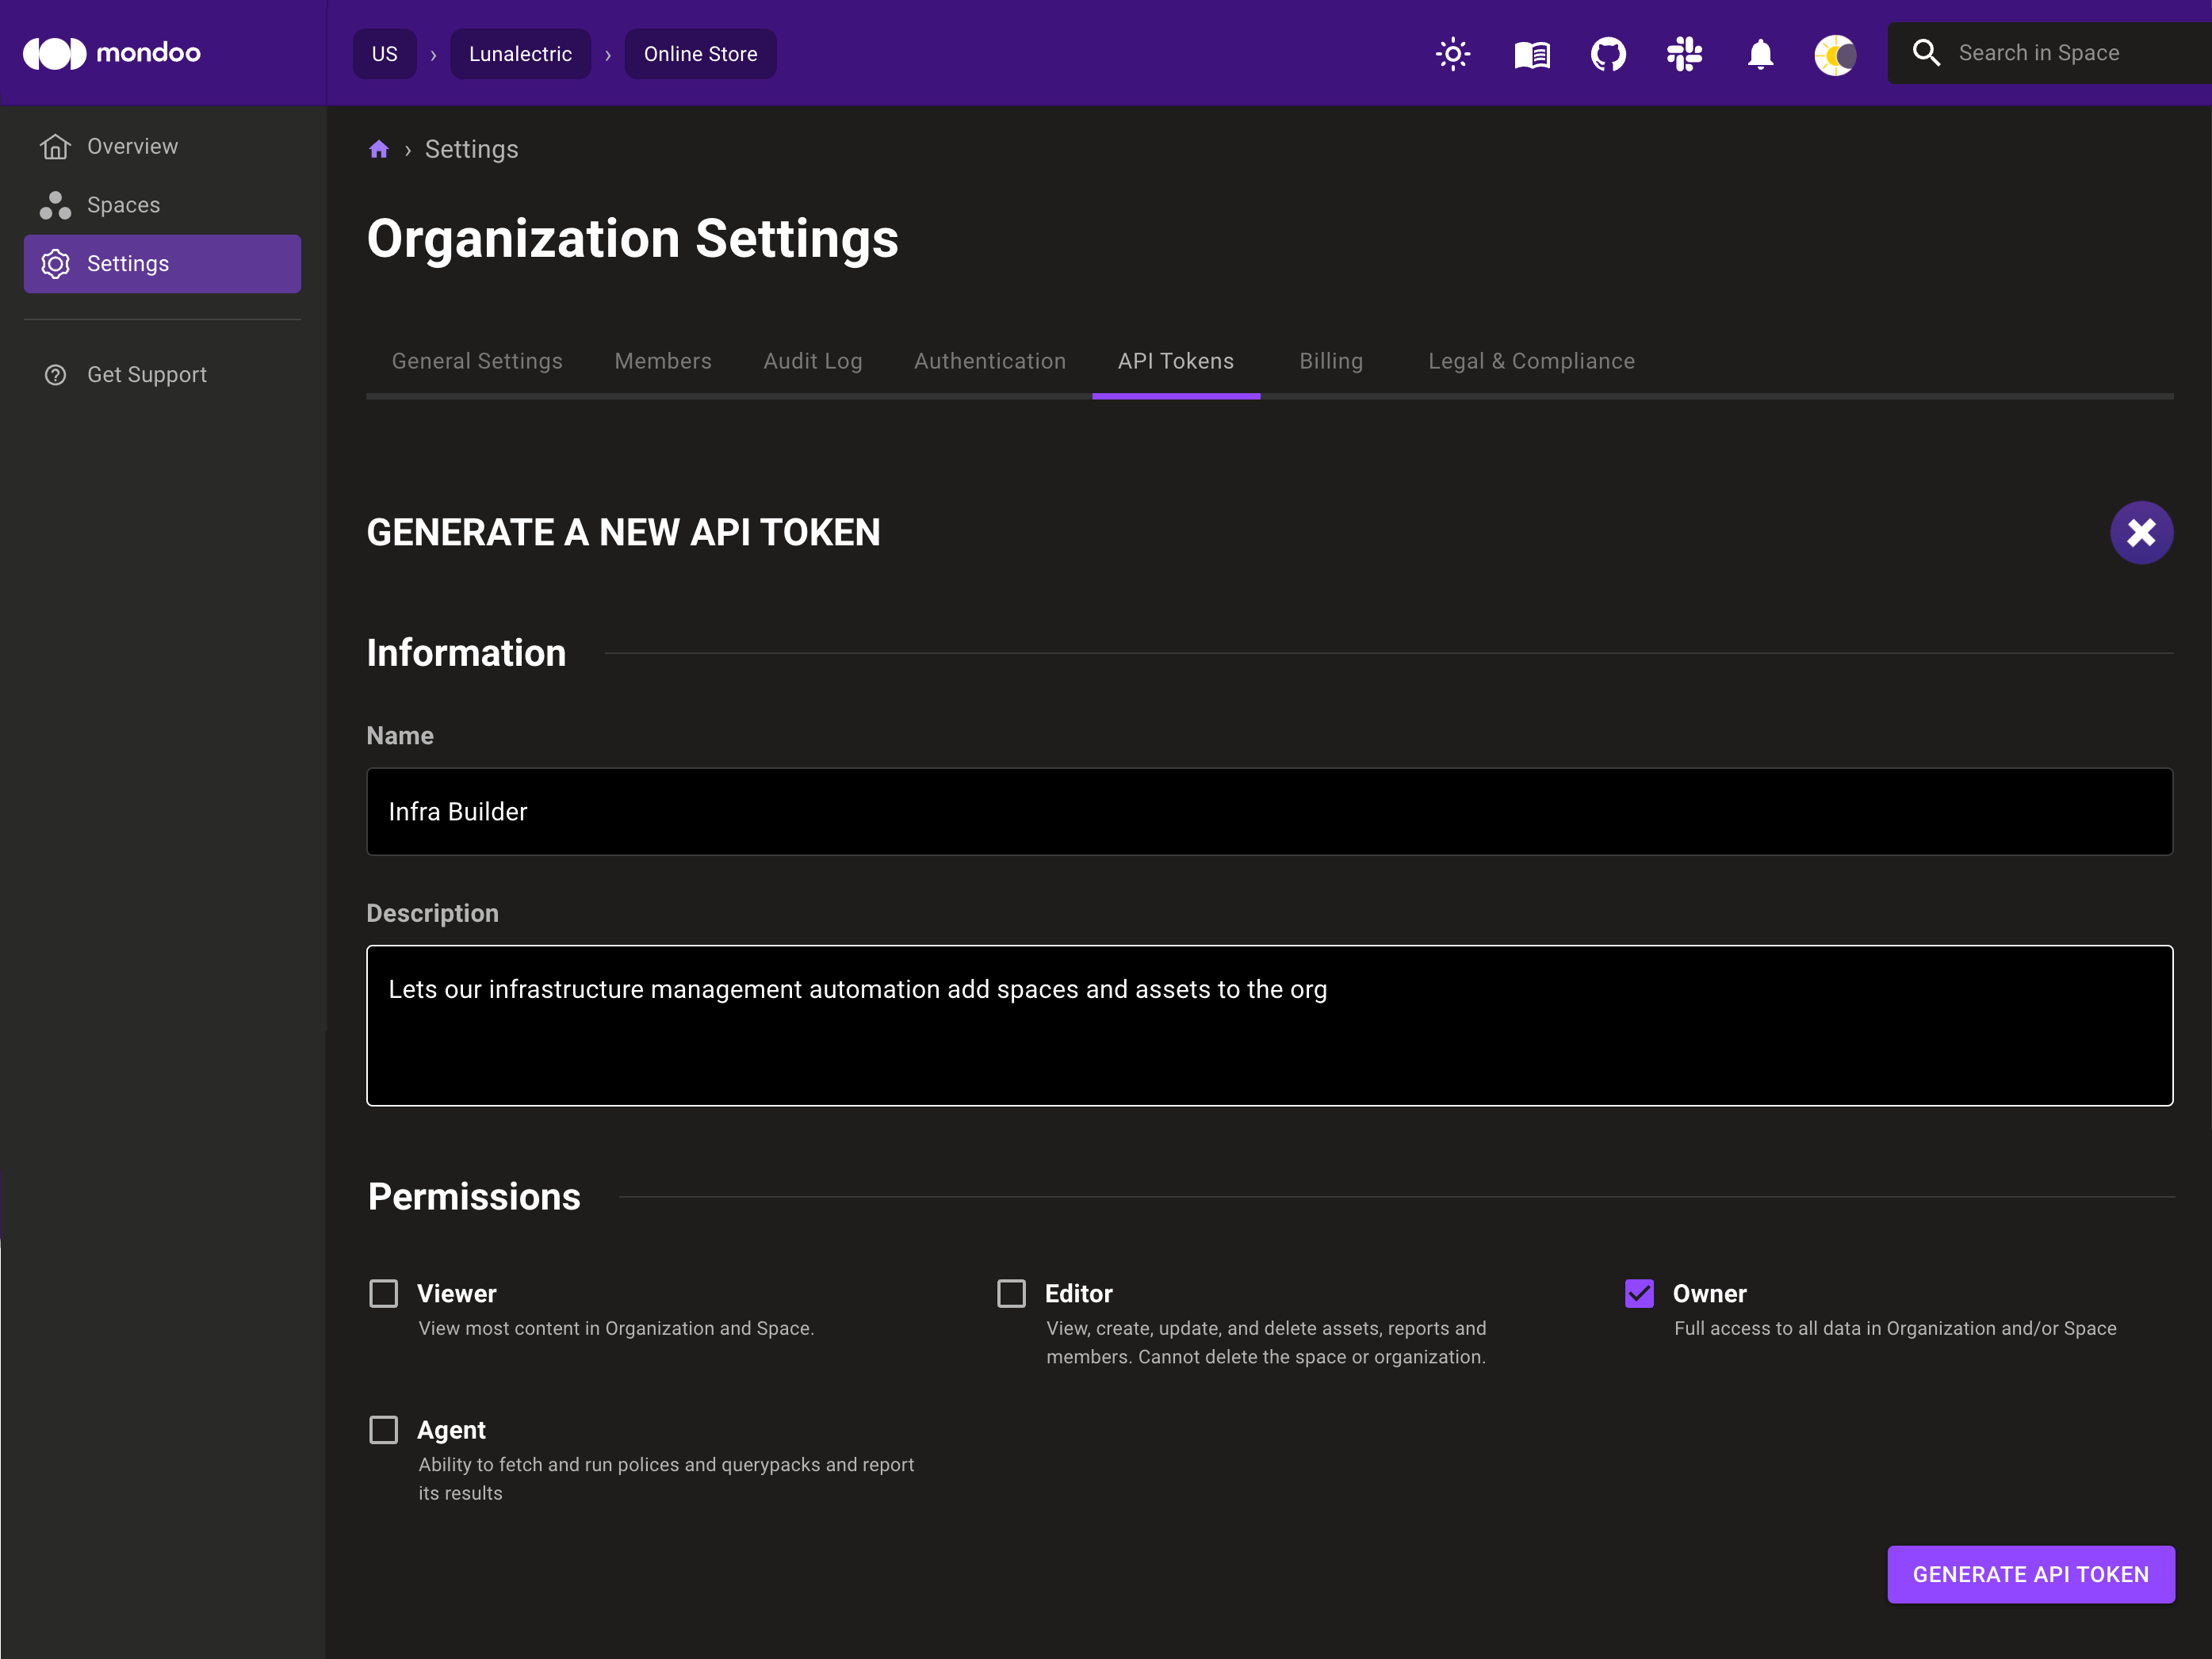 mondoo
US › Lunalectric › Online Store
Search in Space
Overview
Spaces
Settings
Get Support
› Settings
Organization Settings
General Settings Members Audit Log Authentication API Tokens Billing Legal & Compliance
GENERATE A NEW API TOKEN
Information
Name
Infra Builder
Description
Lets our infrastructure management automation add spaces and assets to the org
Permissions
Viewer
View most content in Organization and Space.
Editor
View, create, update, and delete assets, reports and
members. Cannot delete the space or organization.
Owner
Full access to all data in Organization and/or Space
Agent
Ability to fetch and run polices and querypacks and report
its results
GENERATE API TOKEN